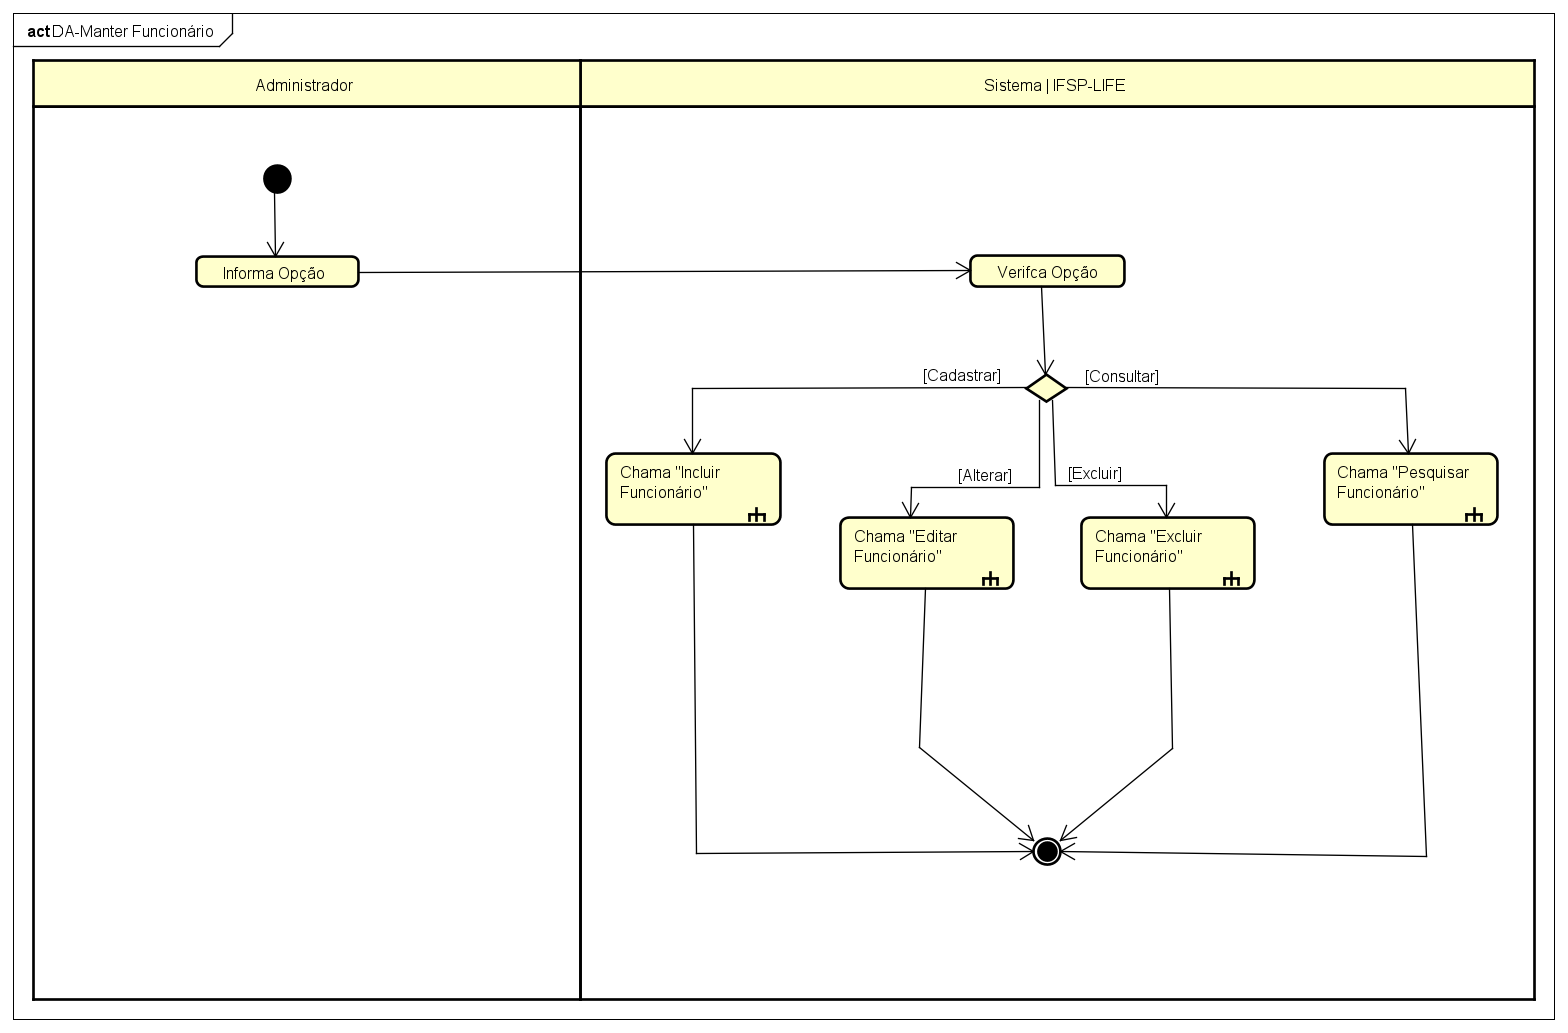 act DA-Manter Funcionário
Administrador
Sistema | IFSP-LIFE
Informa Opção
Verifca Opção
[Cadastrar]
[Consultar]
Chama "Incluir
Funcionário"
[Alterar]
[Excluir]
Chama "Pesquisar
Funcionário"
Chama "Editar
Funcionário"
Chama "Excluir
Funcionário"